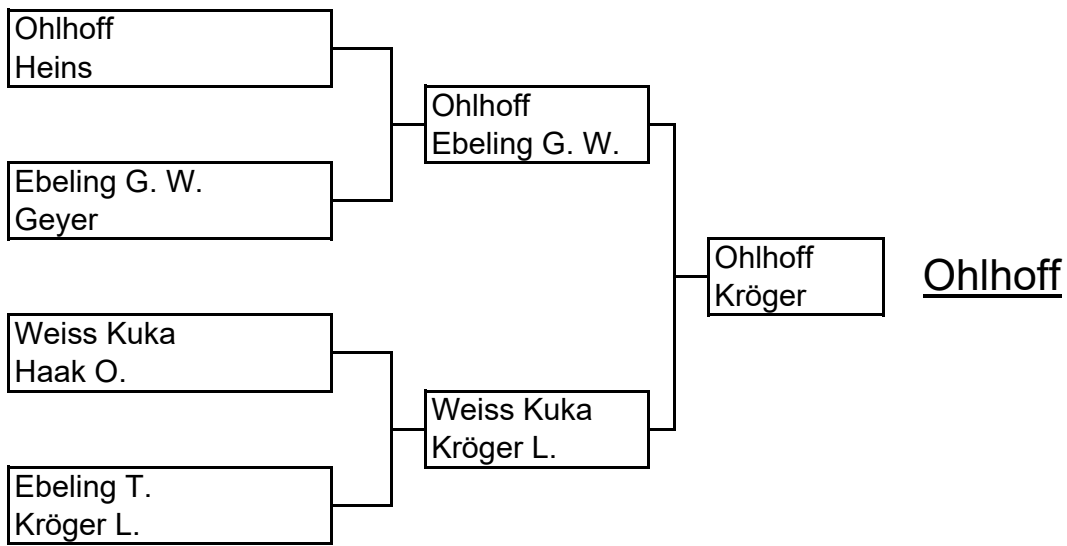 Ohlhoff
Heins
Ebeling G. W.
Geyer
Weiss Kuka
Haak O.
Ebeling T.
Kröger L.
Ohlhoff
Ebeling G. W.
Weiss Kuka
Kröger L.
Ohlhoff
Kröger
Ohlhoff